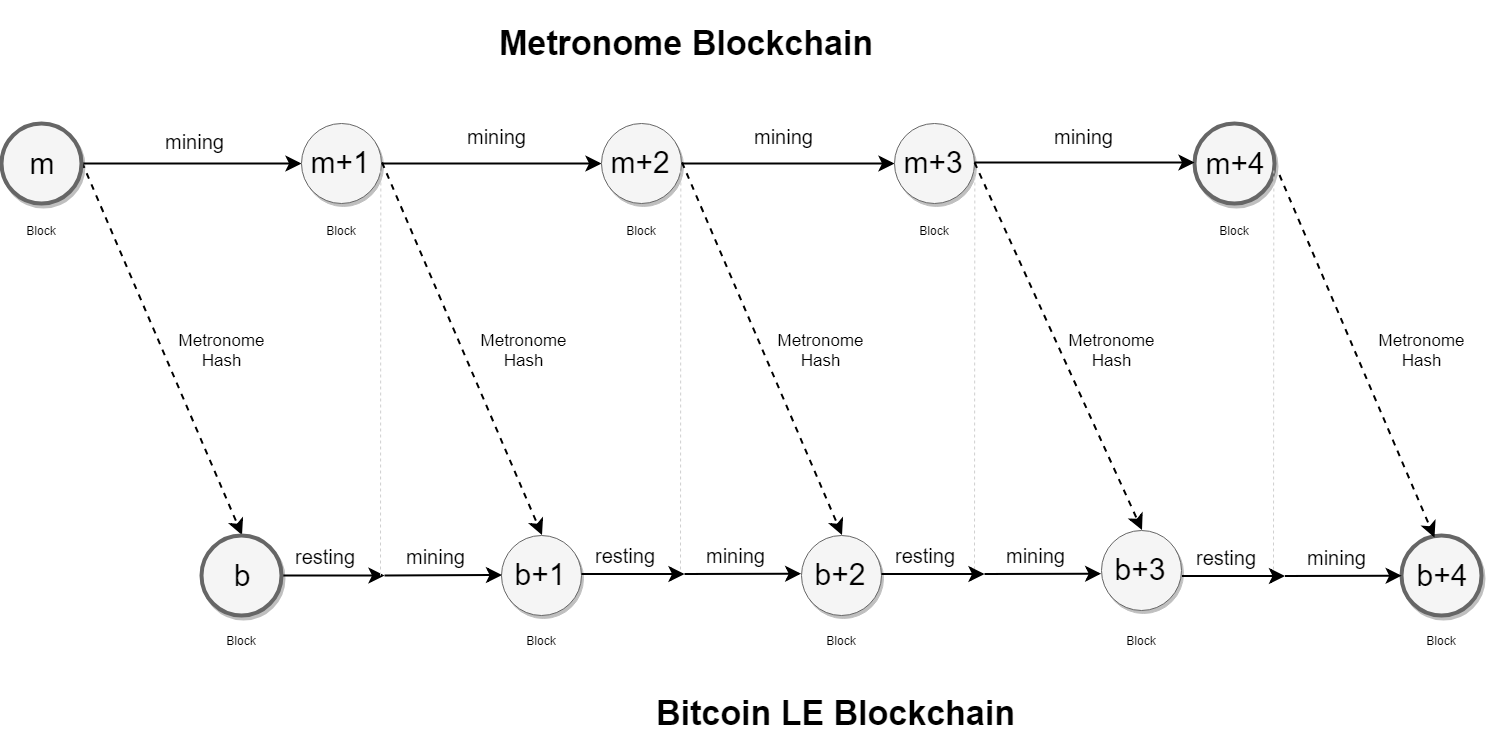 Metronome Blockchain
mining
mining
mining
mining
m
m+1
m+2
m+3
m+4
Block
Block
Block
Block
Block
Metronome
Hash
Metronome
Hash
Metronome
Hash
Metronome
Hash
Metronome
Hash
resting
mining
resting
mining
resting
mining
resting
mining
b
b+1
b+2
b+3
b+4
Block
Block
Block
Block
Block
Bitcoin LE Blockchain